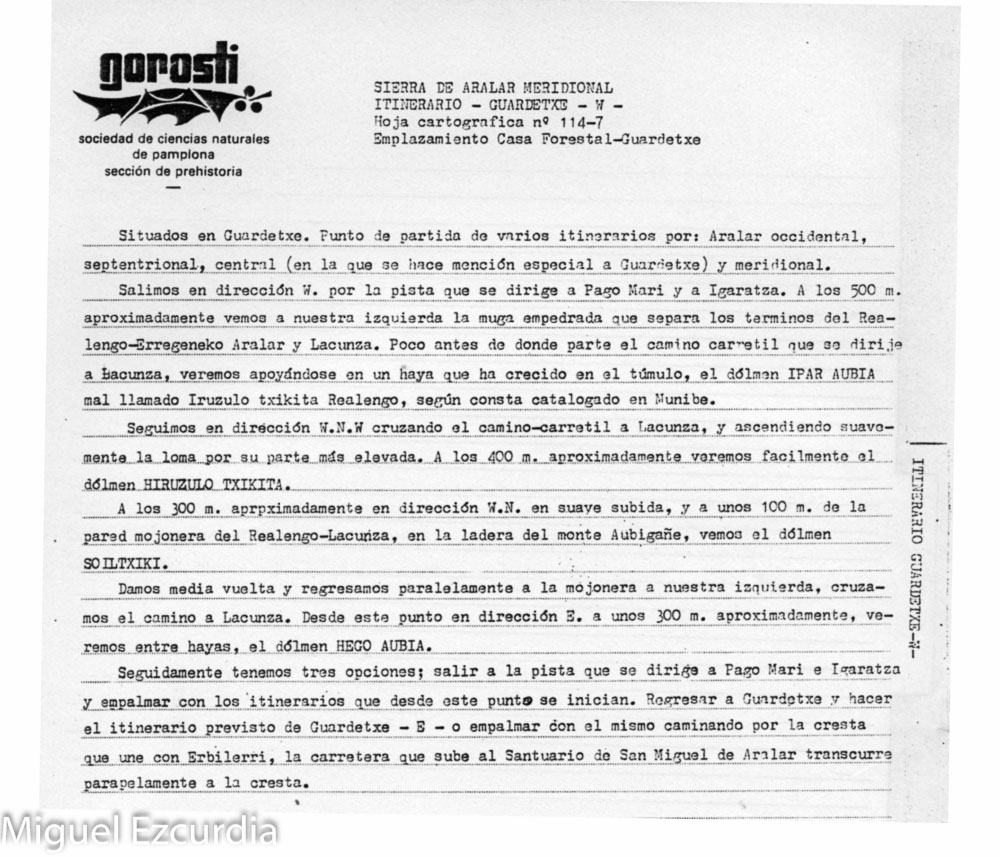 gorosti
sociedad de ciencias naturales
de pamplona
sección de prehistoria
SIERRA DE ARALAR MERIDIONAL
ITINERARIO - GUARDETXE - W -
Hoja cartografica nº 114-7
Emplazamiento Casa Forestal-Guardetxe
Situados en Guardetxe. Punto de partida de varios itinerarios por: Aralar occidental,
septentrional, central (en la que se hace mención especial a Guardetxe) y meridional.
Salimos en dirección W. por la pista que se dirige a Pago Mari y a Igaratza. A los 500 m.
aproximadamente vemos a nuestra izquierda la muga empedrada que separa los terminos del Rea-
lengo-Erregeneko Aralar y Lacunza. Poco antes de donde parte el camino carretil que se dirije
a Lacunza, veremos apoyándose en un haya que ha crecido en el túmulo, el dólmen IPAR AUBIA
mal llamado Iruzulo txikita Realengo, según consta catalogado en Munibe.
Seguimos en dirección W.N.W cruzando el camino-carretil a Lacunza, y ascendiendo suave-
mente la loma por su parte más elevada. A los 400 m. aproximadamente veremos facilmente el
dólmen HIRUZULO TXIKITA.
A los 300 m. aprpximadamente en dirección W.N. en suave subida, y a unos 100 m. de la
pared mojonera del Realengo-Lacunza, en la ladera del monte Aubigañe, vemos el dólmen
SOILTXIKI.
Damos media vuelta y regresamos paralelamente a la mojonera a nuestra izquierda, cruza-
mos el camino a Lacunza. Desde este punto en dirección E. a unos 300 m. aproximadamente, ve-
remos entre hayas, el dólmen HEGO AUBIA.
Seguidamente tenemos tres opciones; salir a la pista que se dirige a Pago Mari e Igaratza
y empalmar con los itinerarios que desde este punto se inician. Regresar a Guardetxe y hacer
el itinerario previsto de Guardetxe - E - o empalmar con el mismo caminando por la cresta
que une con Erbilerri, la carretera que sube al Santuario de San Miguel de Aralar transcurre
parapelamente a la cresta.
ITINERARIO GUARDETXE-W-
Miguel Ezcurdia